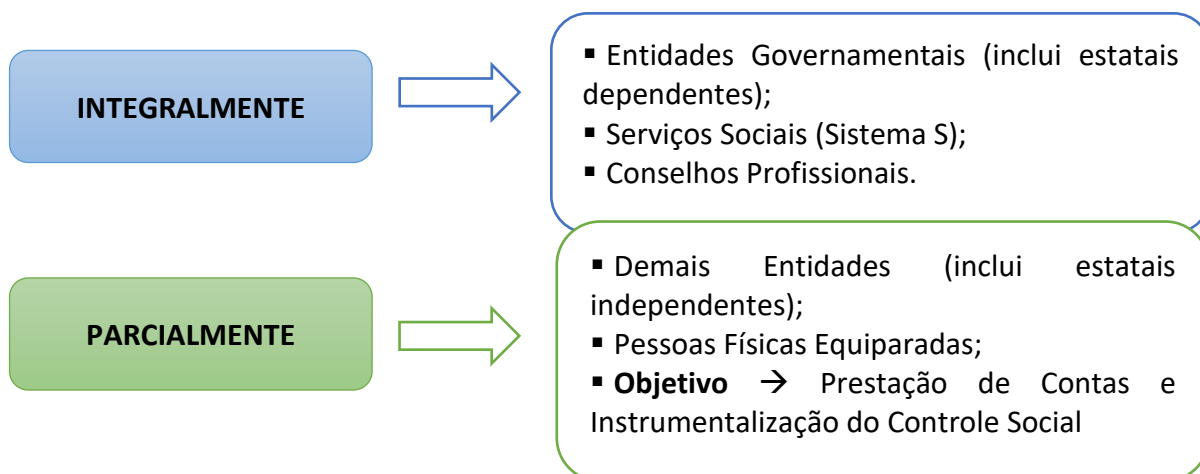 INTEGRALMENTE
▪ Entidades Governamentais (inclui estatais
dependentes);
▪ Serviços Sociais (Sistema S);
▪ Conselhos Profissionais.
PARCIALMENTE
▪ Demais Entidades (inclui estatais
independentes);
▪ Pessoas Físicas Equiparadas;
▪ Objetivo → Prestação de Contas e
Instrumentalização do Controle Social